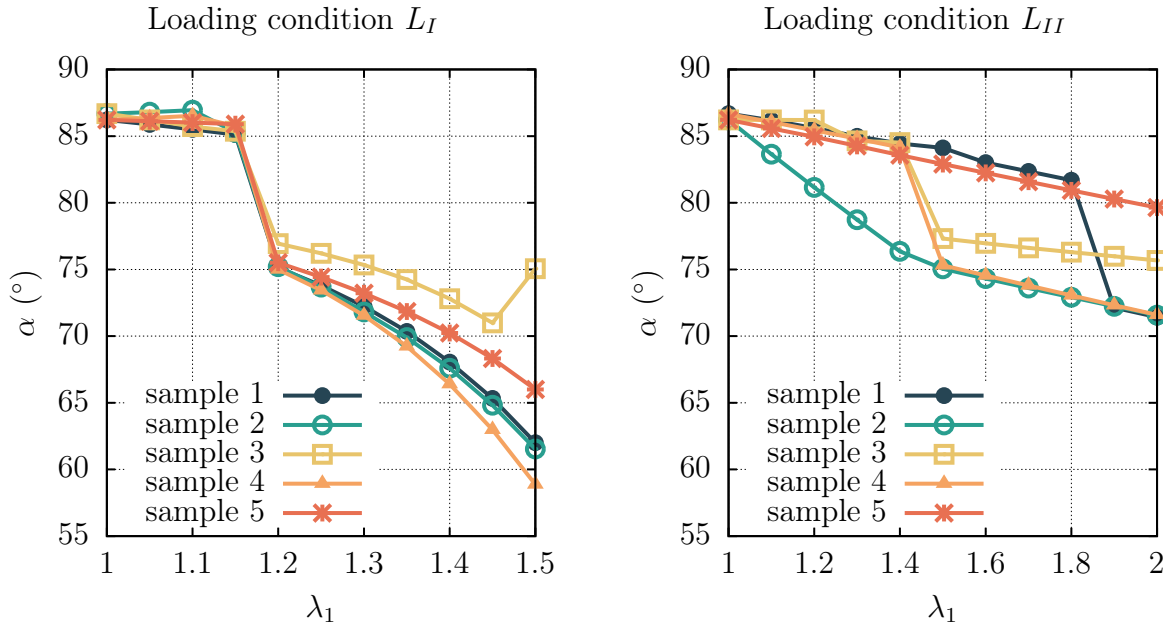 Loading condition L_I
90
85
80
75
70
65
60
55
α (°)
sample 1
sample 2
sample 3
sample 4
sample 5
1 1.1 1.2 1.3 1.4 1.5
λ₁
Loading condition L_II
90
85
80
75
70
65
60
55
α (°)
sample 1
sample 2
sample 3
sample 4
sample 5
1 1.2 1.4 1.6 1.8 2
λ₁